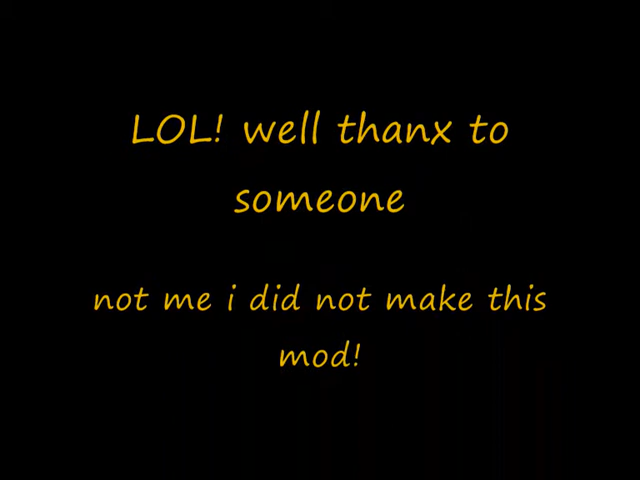 LOL! well thanx to
someone
not me i did not make this
mod!